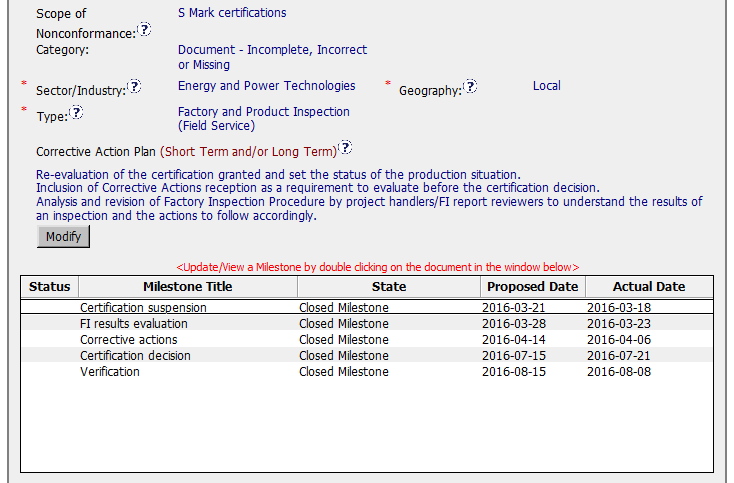 Scope of Nonconformance:? S Mark certifications
Category: Document - Incomplete, Incorrect or Missing
* Sector/Industry:? Energy and Power Technologies * Geography:? Local
* Type:? Factory and Product Inspection (Field Service)
Corrective Action Plan (Short Term and/or Long Term)?
Re-evaluation of the certification granted and set the status of the production situation.
Inclusion of Corrective Actions reception as a requirement to evaluate before the certification decision.
Analysis and revision of Factory Inspection Procedure by project handlers/FI report reviewers to understand the results of
an inspection and the actions to follow accordingly.
Modify
<Update/View a Milestone by double clicking on the document in the window below>
Status Milestone Title State Proposed Date Actual Date
Certification suspension Closed Milestone 2016-03-21 2016-03-18
FI results evaluation Closed Milestone 2016-03-28 2016-03-23
Corrective actions Closed Milestone 2016-04-14 2016-04-06
Certification decision Closed Milestone 2016-07-15 2016-07-21
Verification Closed Milestone 2016-08-15 2016-08-08